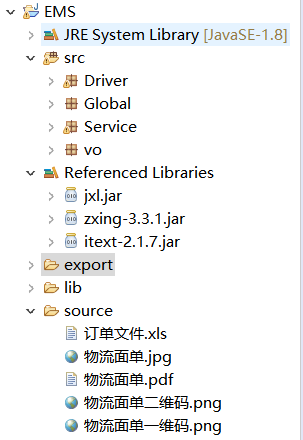 EMS
JRE System Library [JavaSE-1.8]
src
Driver
Global
Service
vo
Referenced Libraries
jxl.jar
zxing-3.3.1.jar
itext-2.1.7.jar
export
lib
source
订单文件.xls
物流面单.jpg
物流面单.pdf
物流面单二维码.png
物流面单一维码.png